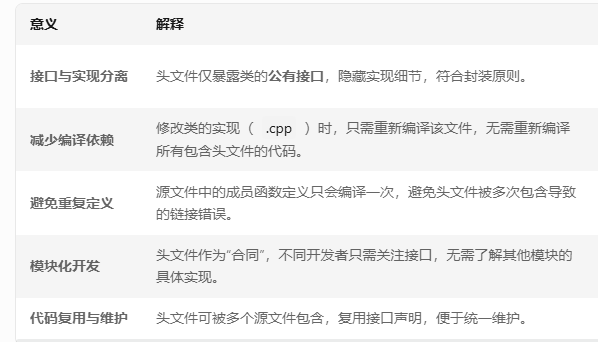 意义 解释
接口与实现分离 头文件仅暴露类的公有接口，隐藏实现细节，符合封装原则。
减少编译依赖 修改类的实现（ .cpp ）时，只需重新编译该文件，无需重新编译
所有包含头文件的代码。
避免重复定义 源文件中的成员函数定义只会编译一次，避免头文件被多次包含导致
的链接错误。
模块化开发 头文件作为“合同”，不同开发者只需关注接口，无需了解其他模块的
具体实现。
代码复用与维护 头文件可被多个源文件包含，复用接口声明，便于统一维护。